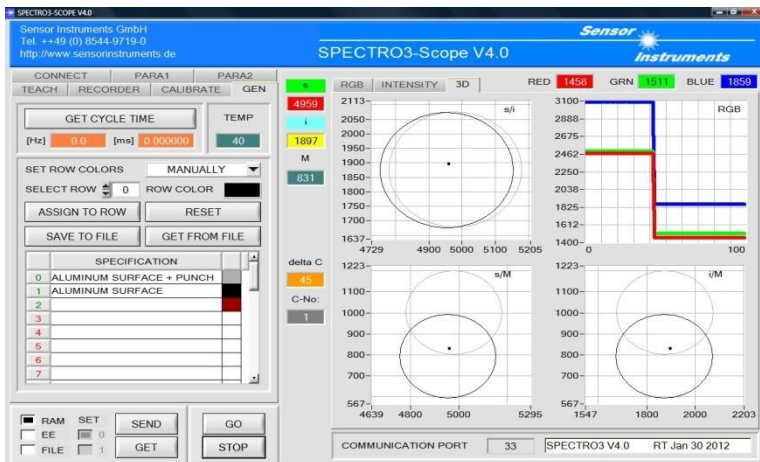 SPECTRO3-SCOPE V4.0
Sensor Instruments GmbH
Tel. ++49 (0) 8544-9719-0
http://www.sensorinstruments.de
SPECTRO3-Scope V4.0
Sensor
Instruments
CONNECT PARA1 PARA2
TEACH RECORDER CALIBRATE GEN
GET CYCLE TIME
TEMP
[Hz] 0.0 [ms] 0.000000 40
SET ROW COLORS MANUALLY
SELECT ROW 0 ROW COLOR
ASSIGN TO ROW RESET
SAVE TO FILE GET FROM FILE
SPECIFICATION
0 ALUMINUM SURFACE + PUNCH
1 ALUMINUM SURFACE
2
3
4
5
6
7
RAM SET
EE 0
FILE 1
SEND
GET
GO
STOP
s
4959
i
1897
M
831
delta C
45
C-No:
1
RGB INTENSITY 3D
RED 1458 GRN 1511 BLUE 1859
s/i
2113-
2050-
2000-
1950-
1900-
1850-
1800-
1750-
1700-
1637-
4729 4900 5000 5100 5205
RGB
3100-
2888-
2675-
2462-
2250-
2038-
1825-
1612-
1400-
0 100
s/M
1223-
1100-
1000-
900-
800-
700-
567-
4639 4800 5000 5295
i/M
1223-
1100-
1000-
900-
800-
700-
567-
1547 1800 2000 2203
COMMUNICATION PORT 33 SPECTRO3 V4.0 RT Jan 30 2012